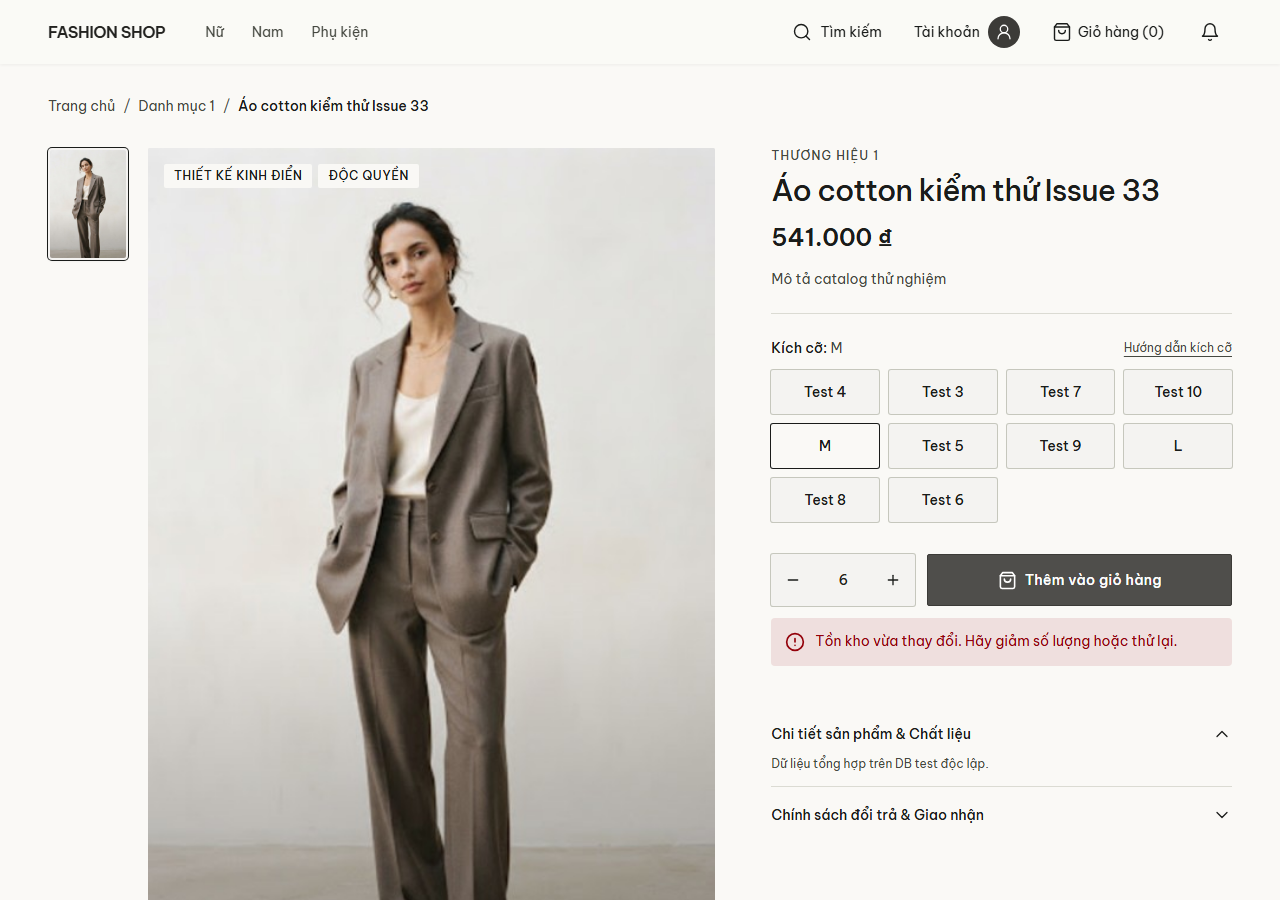 FASHION SHOP
Nữ
Nam
Phụ kiện
Tìm kiếm
Tài khoản
Giỏ hàng (0)
Trang chủ / Danh mục 1 / Áo cotton kiểm thử Issue 33
THIẾT KẾ KINH ĐIỂN
ĐỘC QUYỀN
THƯƠNG HIỆU 1
Áo cotton kiểm thử Issue 33
541.000 ₫
Mô tả catalog thử nghiệm
Kích cỡ: M
Hướng dẫn kích cỡ
Test 4
Test 3
Test 7
Test 10
M
Test 5
Test 9
L
Test 8
Test 6
− 6 +
Thêm vào giỏ hàng
Tồn kho vừa thay đổi. Hãy giảm số lượng hoặc thử lại.
Chi tiết sản phẩm & Chất liệu
Dữ liệu tổng hợp trên DB test độc lập.
Chính sách đổi trả & Giao nhận